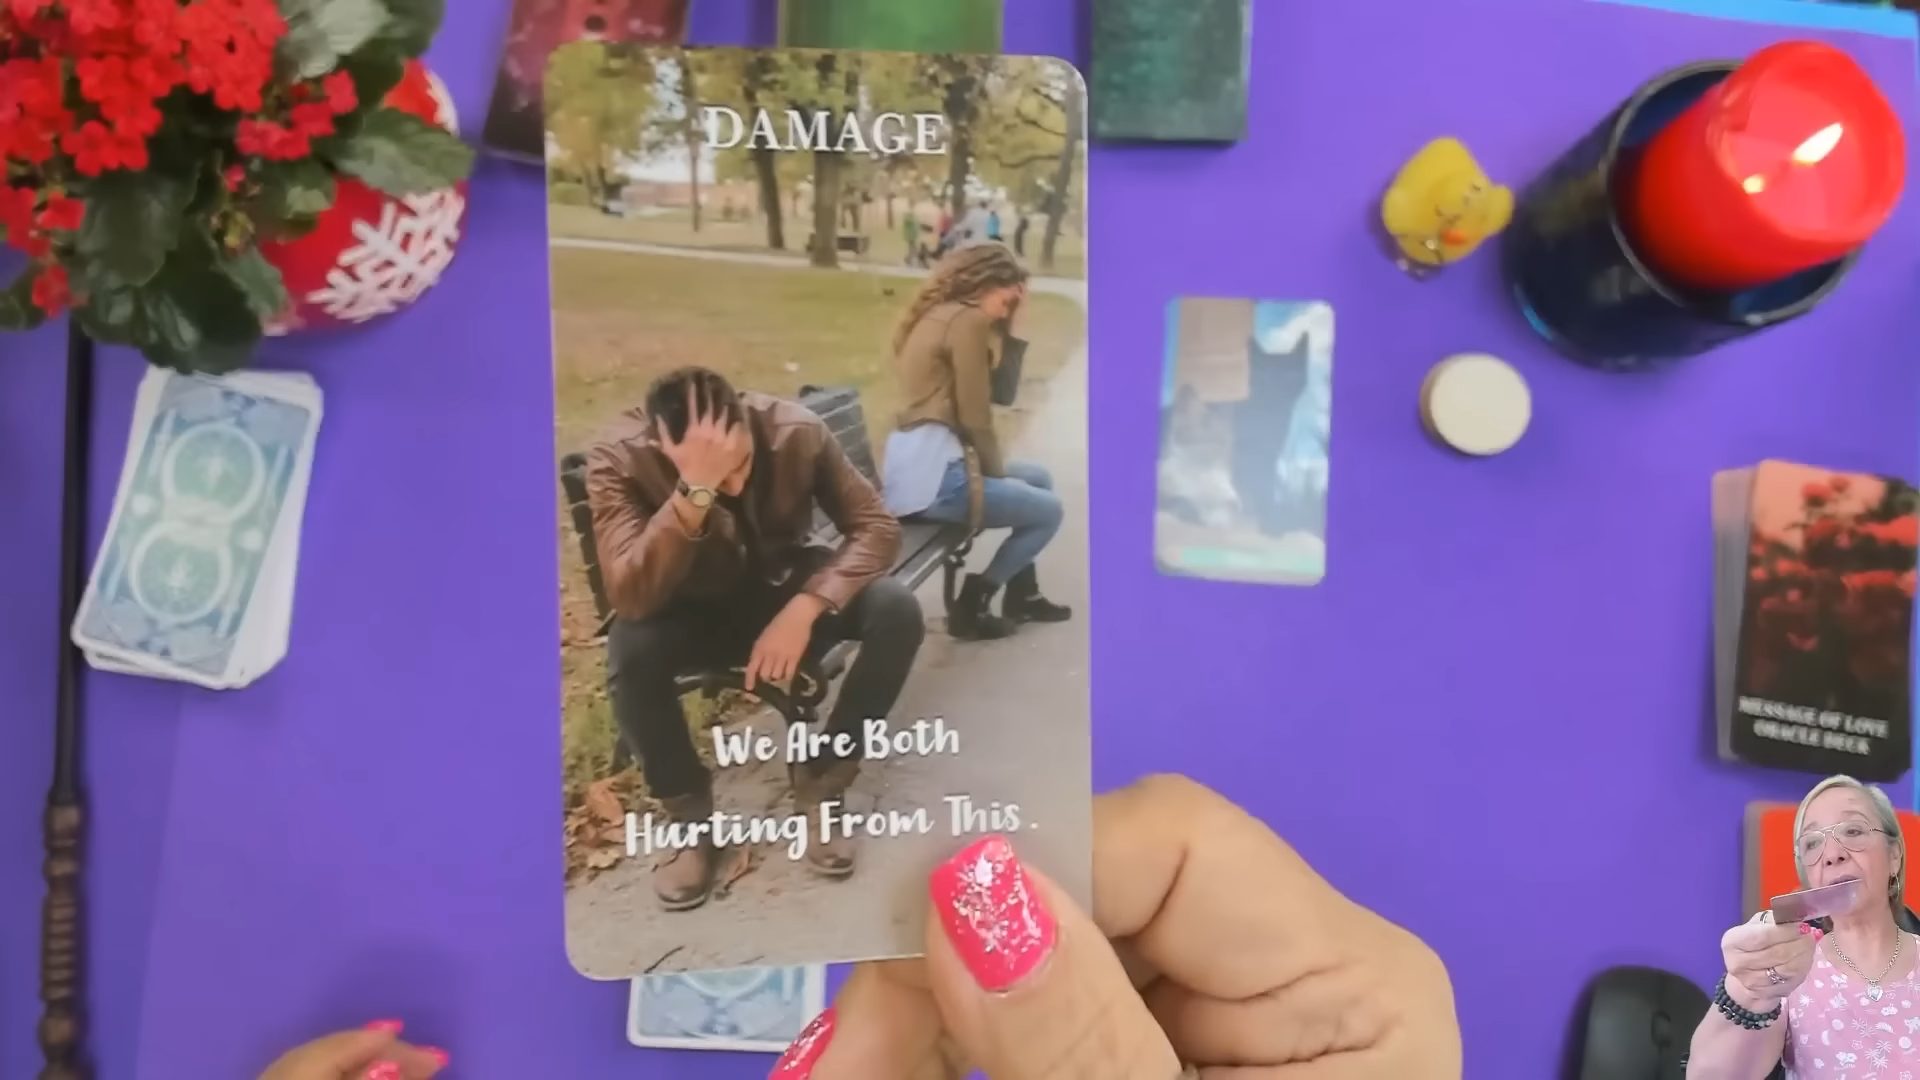 DAMAGE
We Are Both
Hurting From This.
MESSAGE OF LOVE
ORACLE DECK